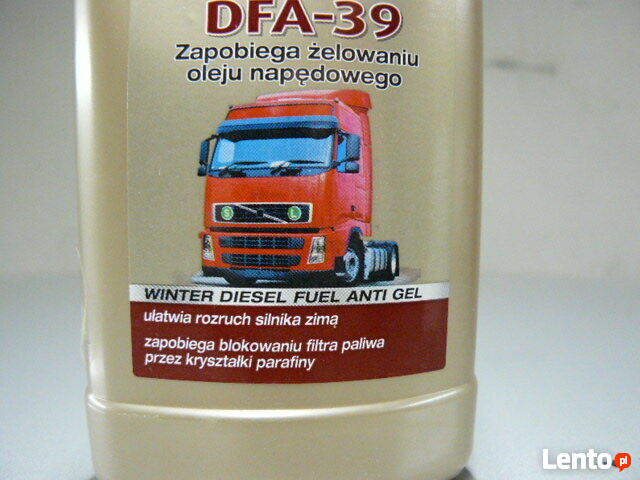 DFA-39
Zapobiega żelowaniu
oleju napędowego
S L
WINTER DIESEL FUEL ANTI GEL
ułatwia rozruch silnika zimą
zapobiega blokowaniu filtra paliwa
przez kryształki parafiny
Lento.pl